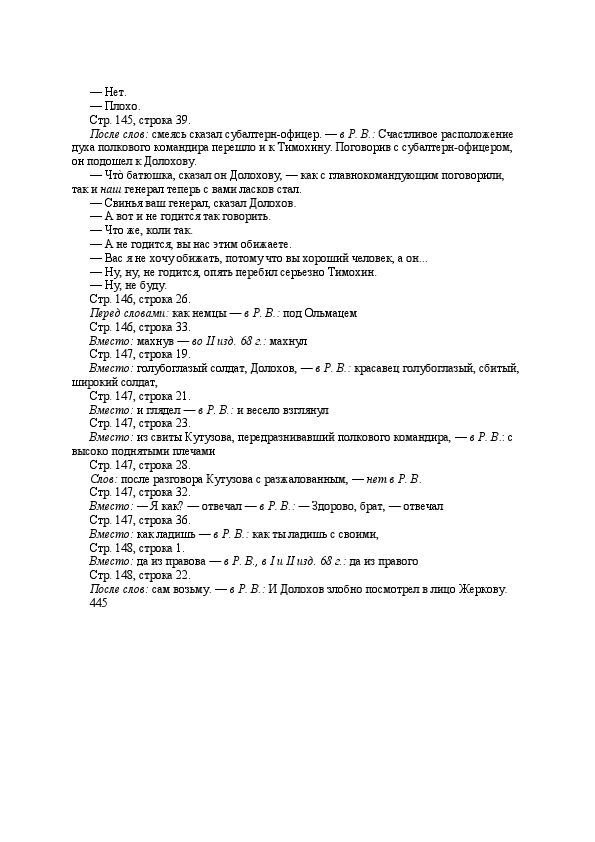 — Нет.
— Плохо.
Стр. 145, строка 39.
После слов: смеясь сказал субалтерн-офицер. — в Р. В.: Счастливое расположение
духа полкового командира перешло и к Тимохину. Поговорив с субалтерн-офицером,
он подошел к Долохову.
— Чтò батюшка, сказал он Долохову, — как с главнокомандующим поговорили,
так и наш генерал теперь с вами ласков стал.
— Свинья ваш генерал, сказал Долохов.
— А вот и не годится так говорить.
— Что же, коли так.
— А не годится, вы нас этим обижаете.
— Вас я не хочу обижать, потому что вы хороший человек, а он...
— Ну, ну, не годится, опять перебил серьезно Тимохин.
— Ну, не буду.
Стр. 146, строка 26.
Перед словами: как немцы — в Р. В.: под Ольмацем
Стр. 146, строка 33.
Вместо: махнув — во II изд. 68 г.: махнул
Стр. 147, строка 19.
Вместо: голубоглазый солдат, Долохов, — в Р. В.: красавец голубоглазый, сбитый,
широкий солдат,
Стр. 147, строка 21.
Вместо: и глядел — в Р. В.: и весело взглянул
Стр. 147, строка 23.
Вместо: из свиты Кутузова, передразнивавший полкового командира, — в Р. В.: с
высоко поднятыми плечами
Стр. 147, строка 28.
Слов: после разговора Кутузова с разжалованным, — нет в Р. В.
Стр. 147, строка 32.
Вместо: — Я как? — отвечал — в Р. В.: — Здорово, брат, — отвечал
Стр. 147, строка 36.
Вместо: как ладишь — в Р. В.: как ты ладишь с своими,
Стр. 148, строка 1.
Вместо: да из правова — в Р. В., в I и II изд. 68 г.: да из правого
Стр. 148, строка 22.
После слов: сам возьму. — в Р. В.: И Долохов злобно посмотрел в лицо Жеркову.
445